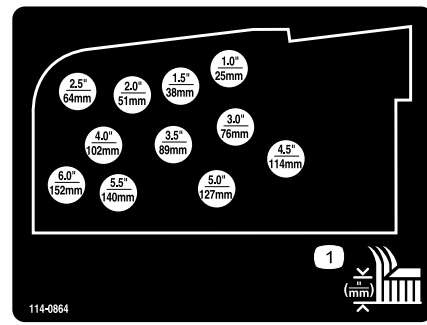 1.0"
25mm
1.5"
38mm
2.5"
64mm
2.0"
51mm
3.0"
76mm
4.0"
102mm
3.5"
89mm
4.5"
114mm
6.0"
152mm
5.5"
140mm
5.0"
127mm
1
"
(mm)
114-0864